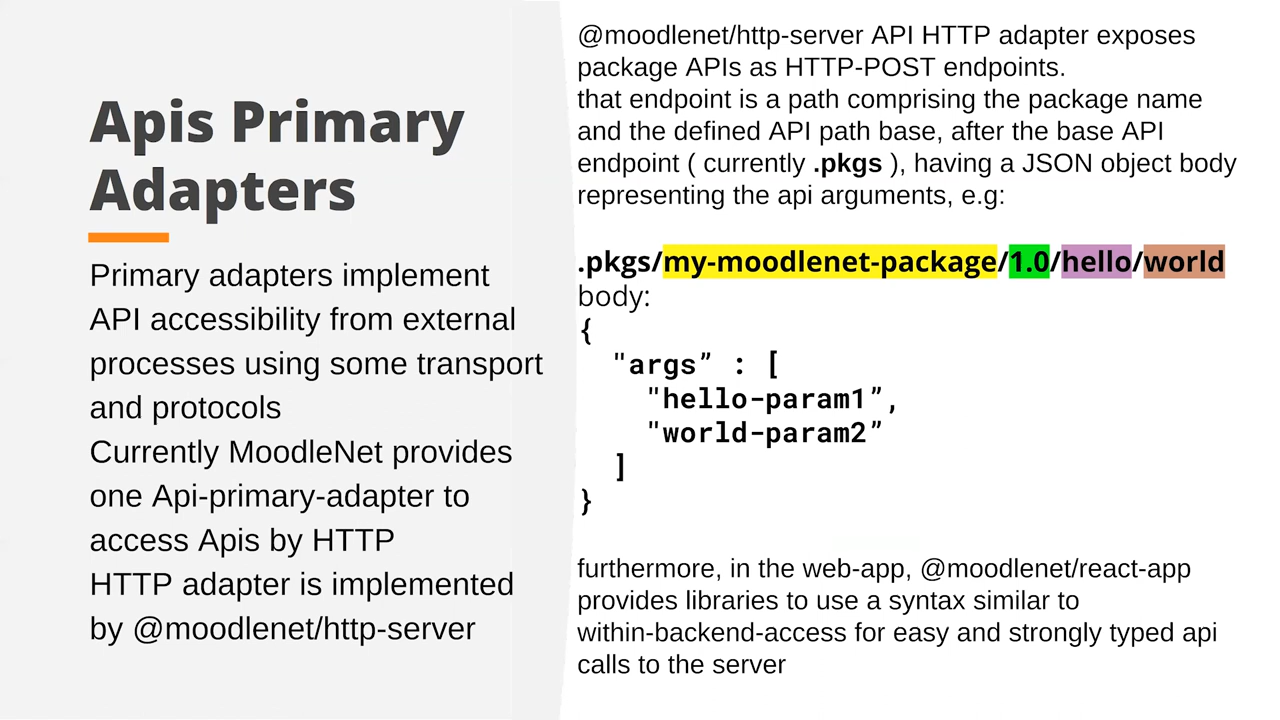 Apis Primary
Adapters
Primary adapters implement
API accessibility from external
processes using some transport
and protocols
Currently MoodleNet provides
one Api-primary-adapter to
access Apis by HTTP
HTTP adapter is implemented
by @moodlenet/http-server
@moodlenet/http-server API HTTP adapter exposes
package APIs as HTTP-POST endpoints.
that endpoint is a path comprising the package name
and the defined API path base, after the base API
endpoint ( currently .pkgs ), having a JSON object body
representing the api arguments, e.g:
.pkgs/my-moodlenet-package/1.0/hello/world
body:
{
"args” : [
"hello-param1”,
"world-param2”
]
}
furthermore, in the web-app, @moodlenet/react-app
provides libraries to use a syntax similar to
within-backend-access for easy and strongly typed api
calls to the server